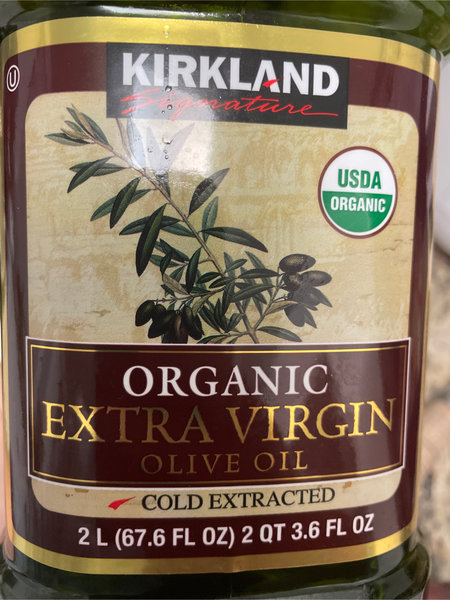 U
KIRKLAND
Signature
USDA
ORGANIC
ORGANIC
EXTRA VIRGIN
OLIVE OIL
COLD EXTRACTED
2 L (67.6 FL OZ) 2 QT 3.6 FL OZ